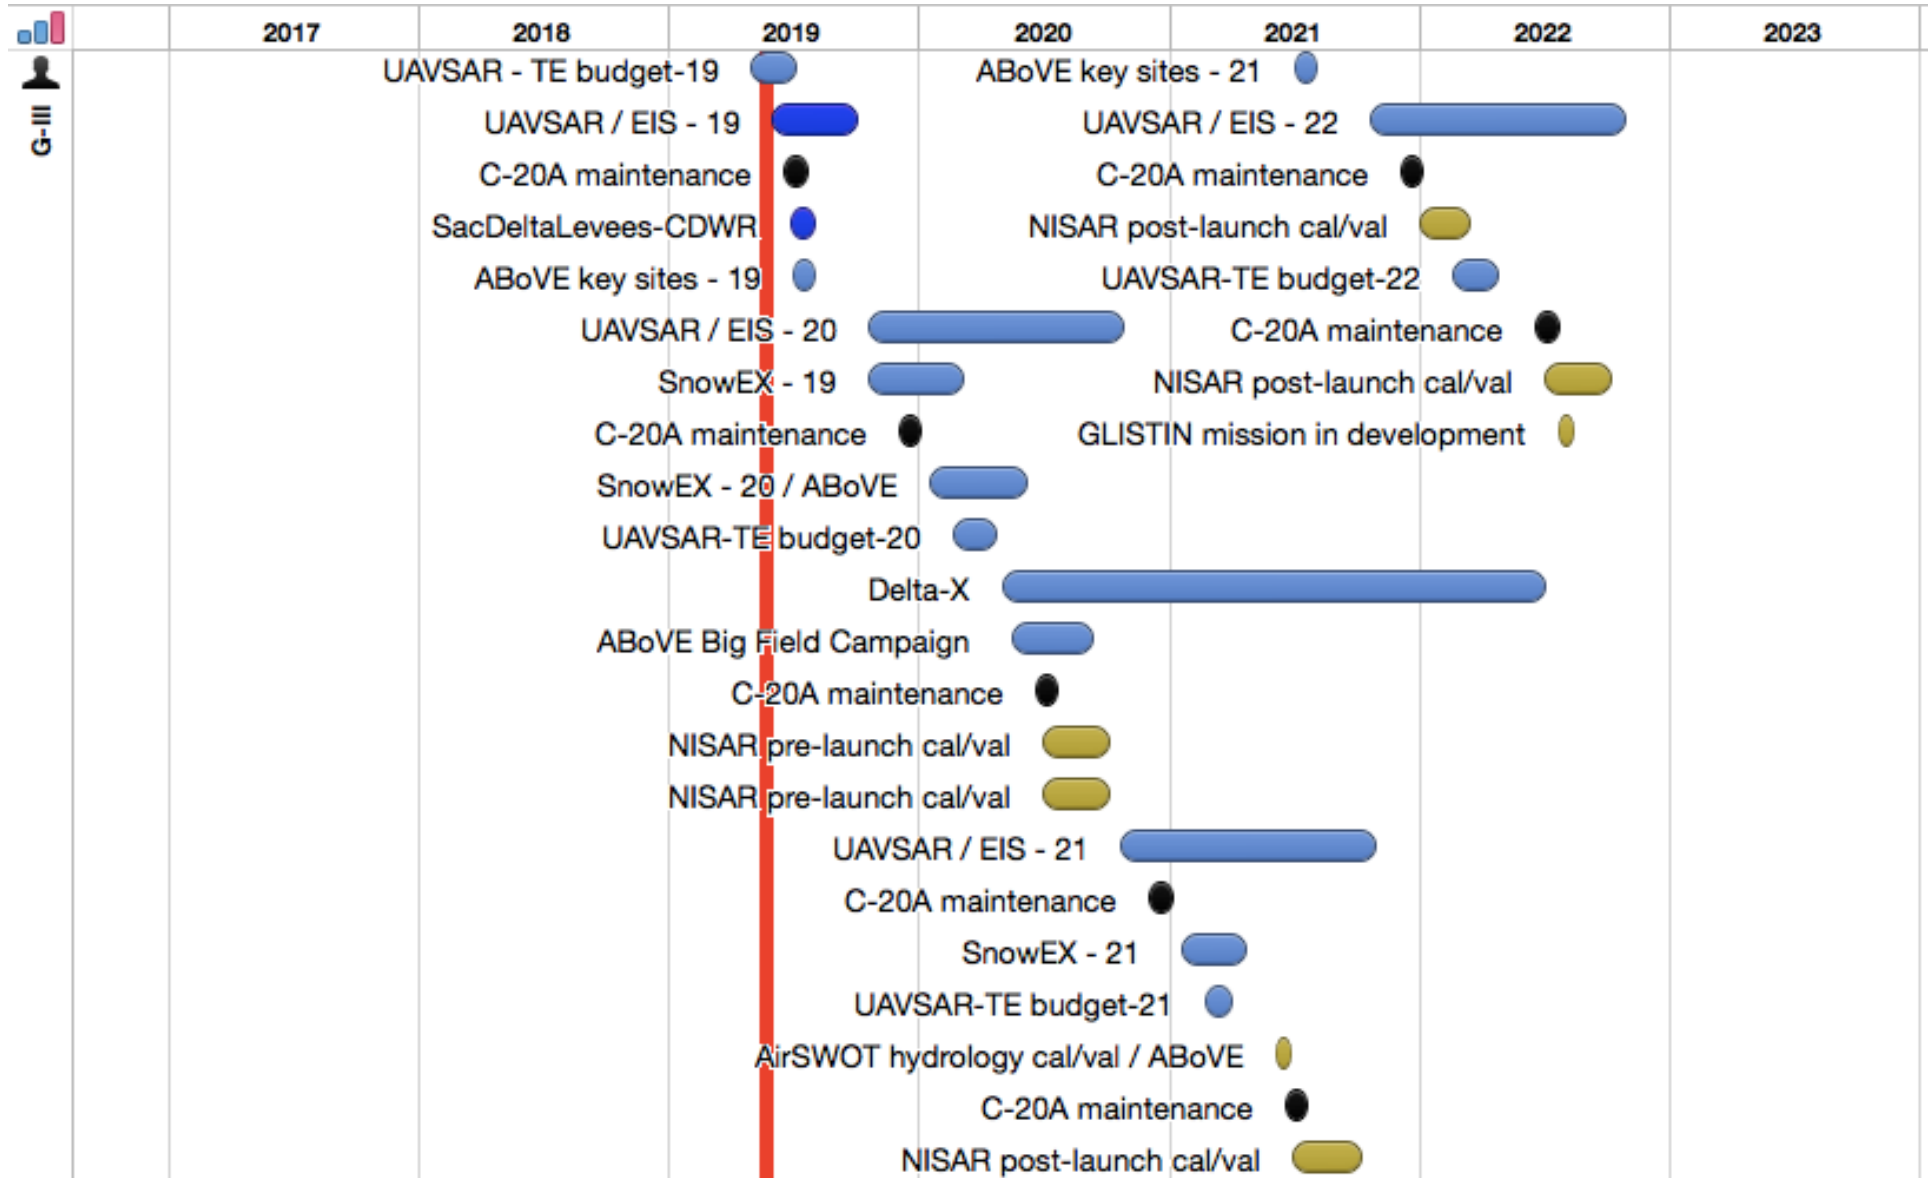 2017 2018 2019 2020 2021 2022 2023
G-III
UAVSAR - TE budget-19
UAVSAR / EIS - 19
C-20A maintenance
SacDeltaLevees-CDWR
ABoVE key sites - 19
UAVSAR / EIS - 20
SnowEX - 19
C-20A maintenance
SnowEX - 20 / ABoVE
UAVSAR-TE budget-20
Delta-X
ABoVE Big Field Campaign
C-20A maintenance
NISAR pre-launch cal/val
NISAR pre-launch cal/val
UAVSAR / EIS - 21
C-20A maintenance
SnowEX - 21
UAVSAR-TE budget-21
AirSWOT hydrology cal/val / ABoVE
C-20A maintenance
NISAR post-launch cal/val
ABoVE key sites - 21
UAVSAR / EIS - 22
C-20A maintenance
NISAR post-launch cal/val
UAVSAR-TE budget-22
C-20A maintenance
NISAR post-launch cal/val
GLISTIN mission in development